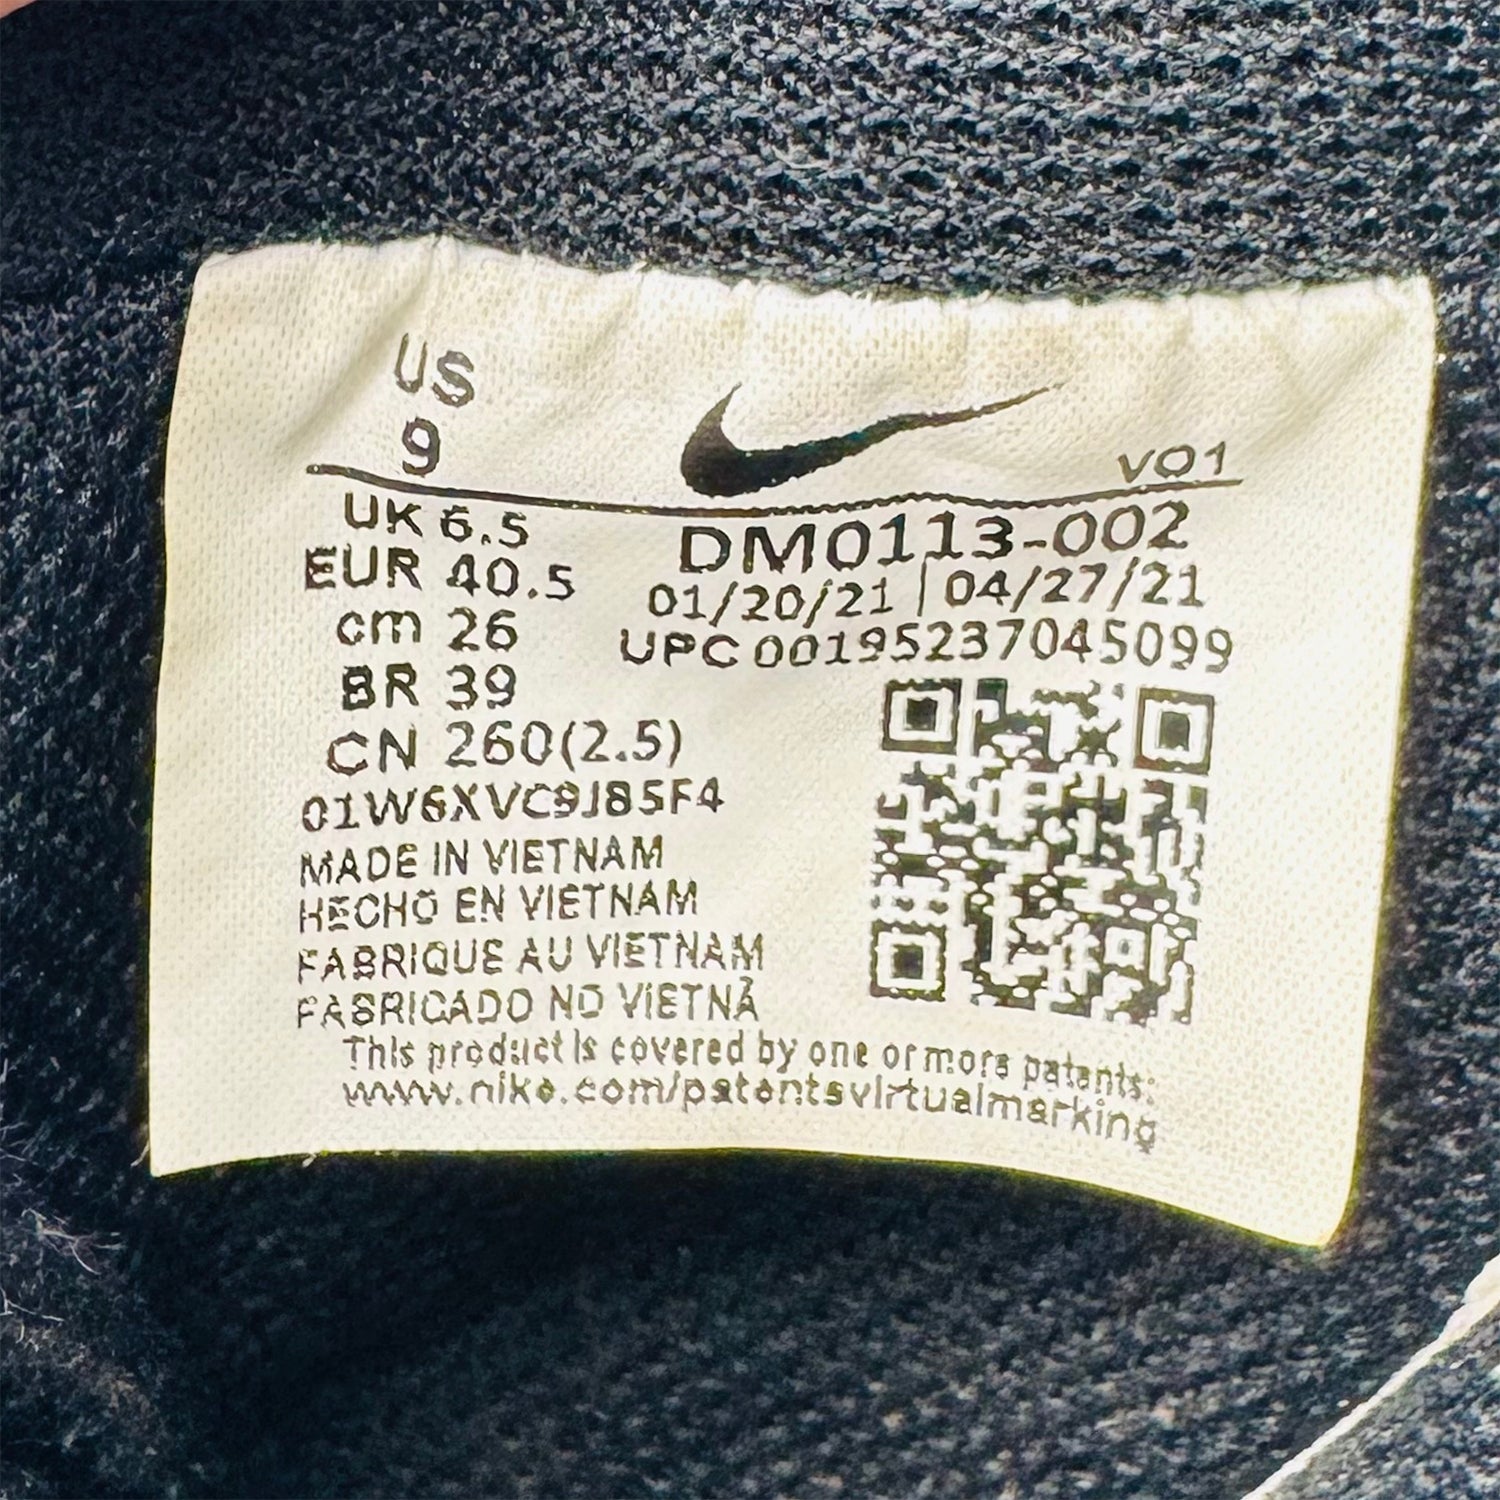 US
9
VO1
UK 6.5
EUR 40.5
cm 26
BR 39
CN 260(2.5)
DM0113-002
01/20/21 | 04/27/21
UPC 00195237045099
01W6XVC9J85F4
MADE IN VIETNAM
HECHO EN VIETNAM
FABRIQUE AU VIETNAM
FABRICADO NO VIETNÃ
This product is covered by one or more patents:
www.nike.com/patentsvirtualmarking